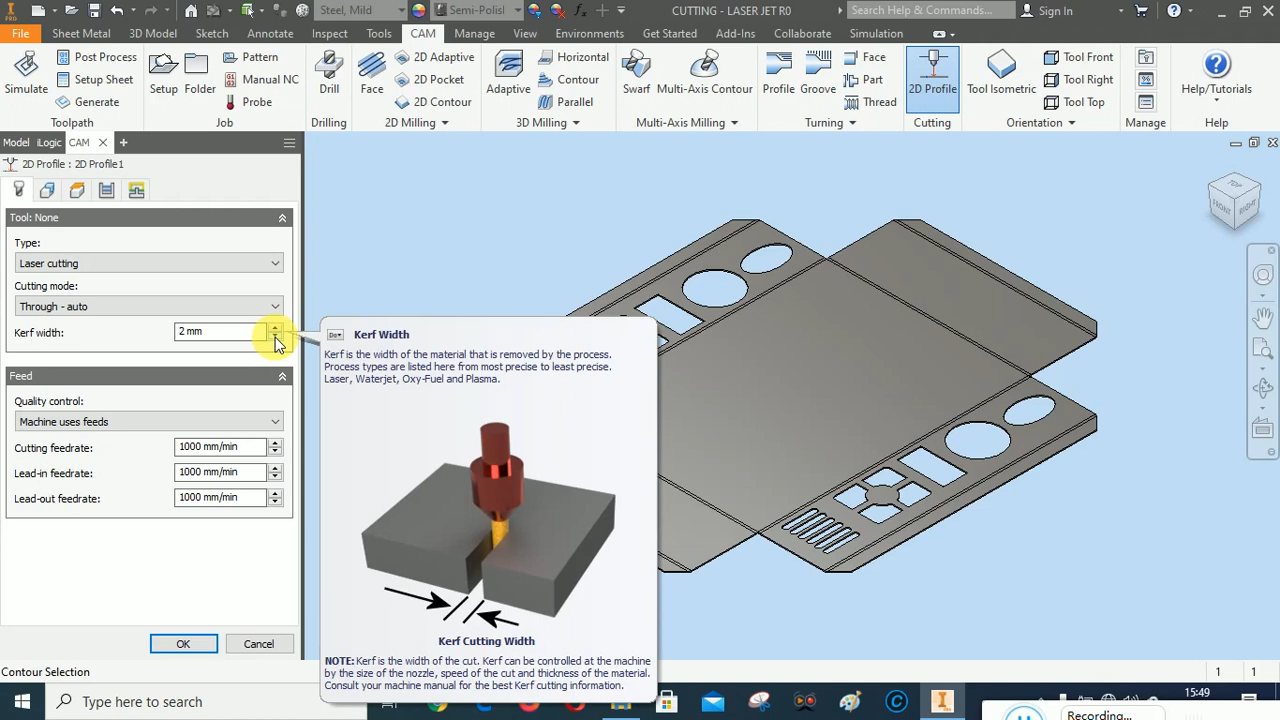 PRO
Steel, Mild
Semi-Polisl
CUTTING - LASER JET R0
Search Help & Commands...
Sign In
File Sheet Metal 3D Model Sketch Annotate Inspect Tools CAM Manage View Environments Get Started Add-Ins Collaborate Simulation
Simulate
Post Process
Setup Sheet
Generate
Toolpath
Setup
Folder
Pattern
Manual NC
Probe
Job
Drill
Drilling
Face
2D Adaptive
2D Pocket
2D Contour
2D Milling
Adaptive
Horizontal
Contour
Parallel
3D Milling
Swarf
Multi-Axis Contour
Multi-Axis Milling
Profile
Groove
Face
Part
Thread
Turning
2D Profile
Cutting
Tool Isometric
Tool Front
Tool Right
Tool Top
Orientation
Manage
Help/Tutorials
Help
Model iLogic CAM
2D Profile : 2D Profile1
Tool: None
Type:
Laser cutting
Cutting mode:
Through - auto
Kerf width: 2 mm
Feed
Quality control:
Machine uses feeds
Cutting feedrate: 1000 mm/min
Lead-in feedrate: 1000 mm/min
Lead-out feedrate: 1000 mm/min
OK Cancel
Kerf Width
Kerf is the width of the material that is removed by the process.
Process types are listed here from most precise to least precise.
Laser, Waterjet, Oxy-Fuel and Plasma.
Kerf Cutting Width
NOTE: Kerf is the width of the cut. Kerf can be controlled at the machine
by the size of the nozzle, speed of the cut and thickness of the material.
Consult your machine manual for the best Kerf cutting information.
TOP
FRONT
RIGHT
Contour Selection
1 1
Type here to search
15:49
Recording...